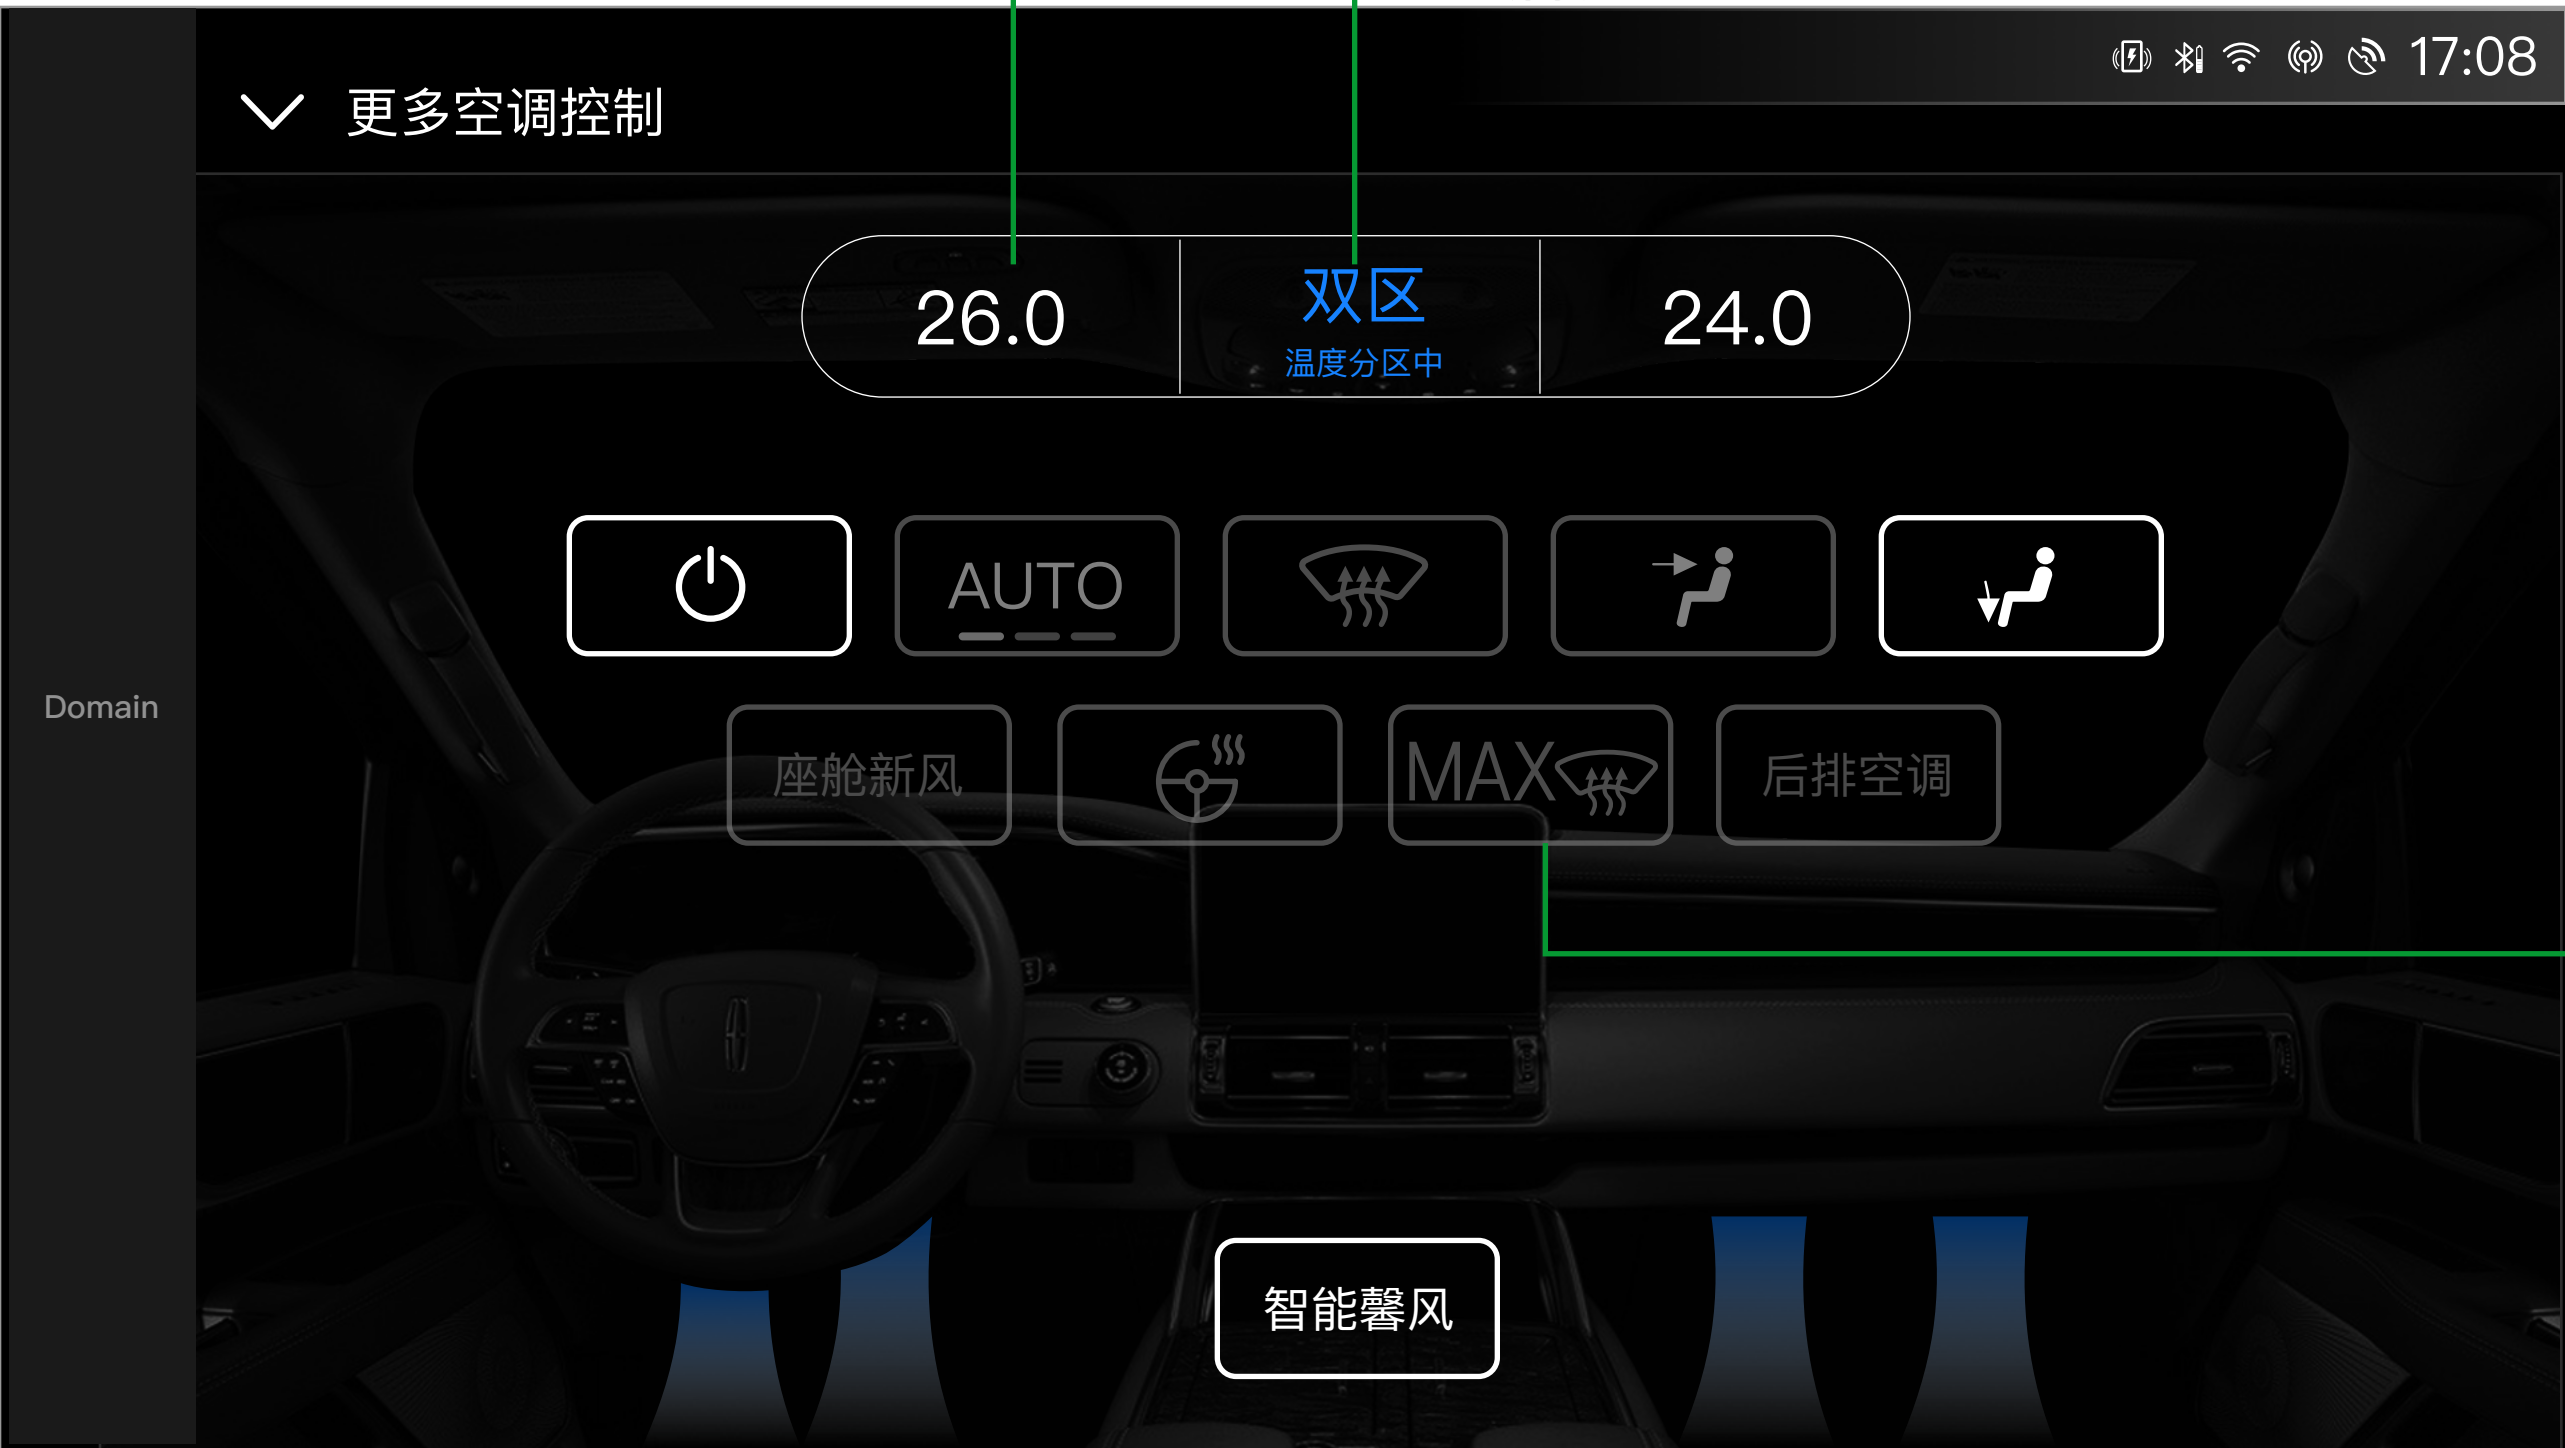 17:08
更多空调控制
26.0
双区
温度分区中
24.0
AUTO
Domain
座舱新风
MAX
后排空调
智能馨风